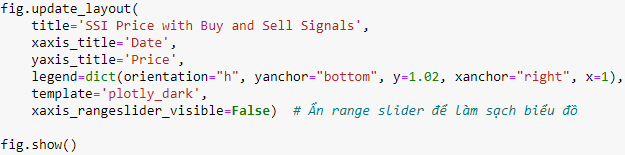 fig.update_layout(
    title='SSI Price with Buy and Sell Signals',
    xaxis_title='Date',
    yaxis_title='Price',
    legend=dict(orientation="h", yanchor="bottom", y=1.02, xanchor="right", x=1),
    template='plotly_dark',
    xaxis_rangeslider_visible=False)  # Ẩn range slider để làm sạch biểu đồ
fig.show()